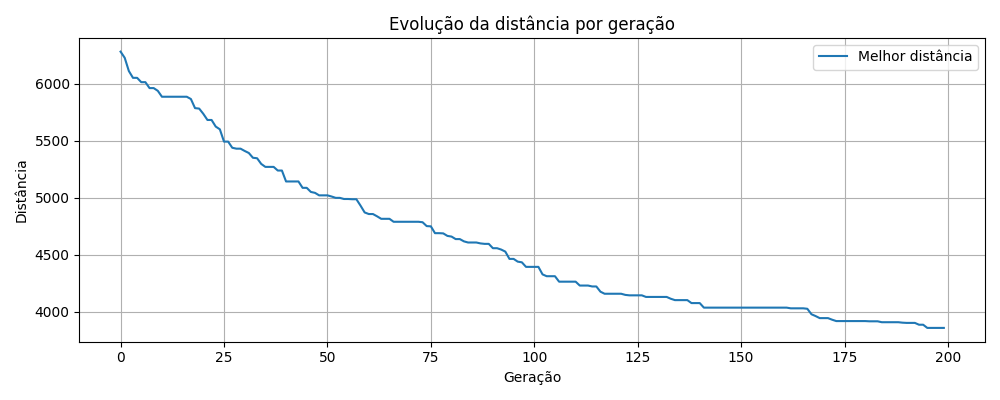 Evolução da distância por geração
Melhor distância
Distância
6000
5500
5000
4500
4000
0 25 50 75 100 125 150 175 200
Geração